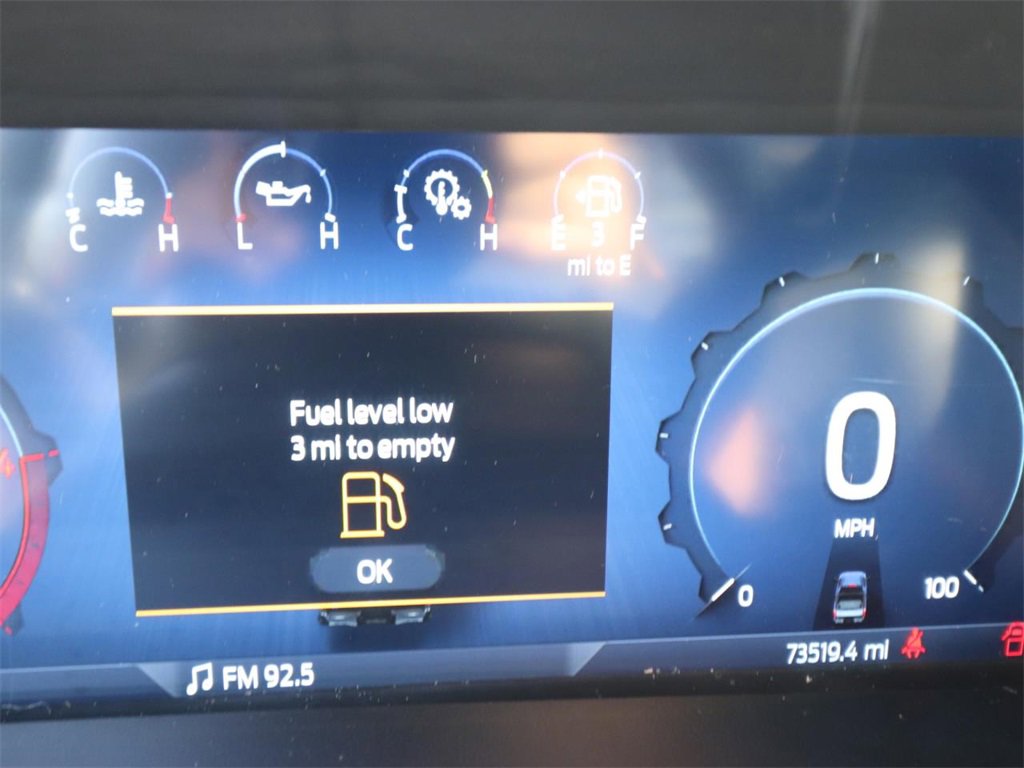 C H
L H
C H
E 3 F
mi to E
Fuel level low
3 mi to empty
OK
0
MPH
0 100
73519.4 mi
FM 92.5